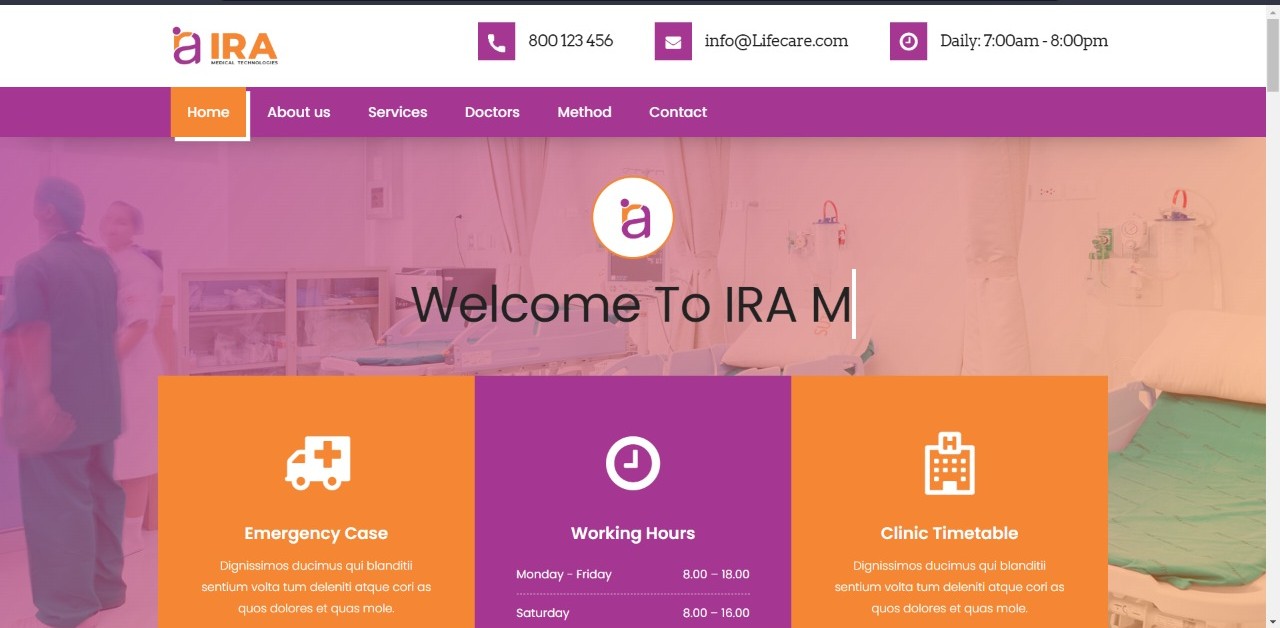 IRA
MEDICAL TECHNOLOGIES
800 123 456
info@Lifecare.com
Daily: 7:00am - 8:00pm
Home
About us
Services
Doctors
Method
Contact
Welcome To IRA M
Emergency Case
Dignissimos ducimus qui blanditii
sentium volta tum deleniti atque cori as
quos dolores et quas mole.
Working Hours
Monday - Friday 8.00 – 18.00
Saturday 8.00 – 16.00
H
Clinic Timetable
Dignissimos ducimus qui blanditii
sentium volta tum deleniti atque cori as
quos dolores et quas mole.